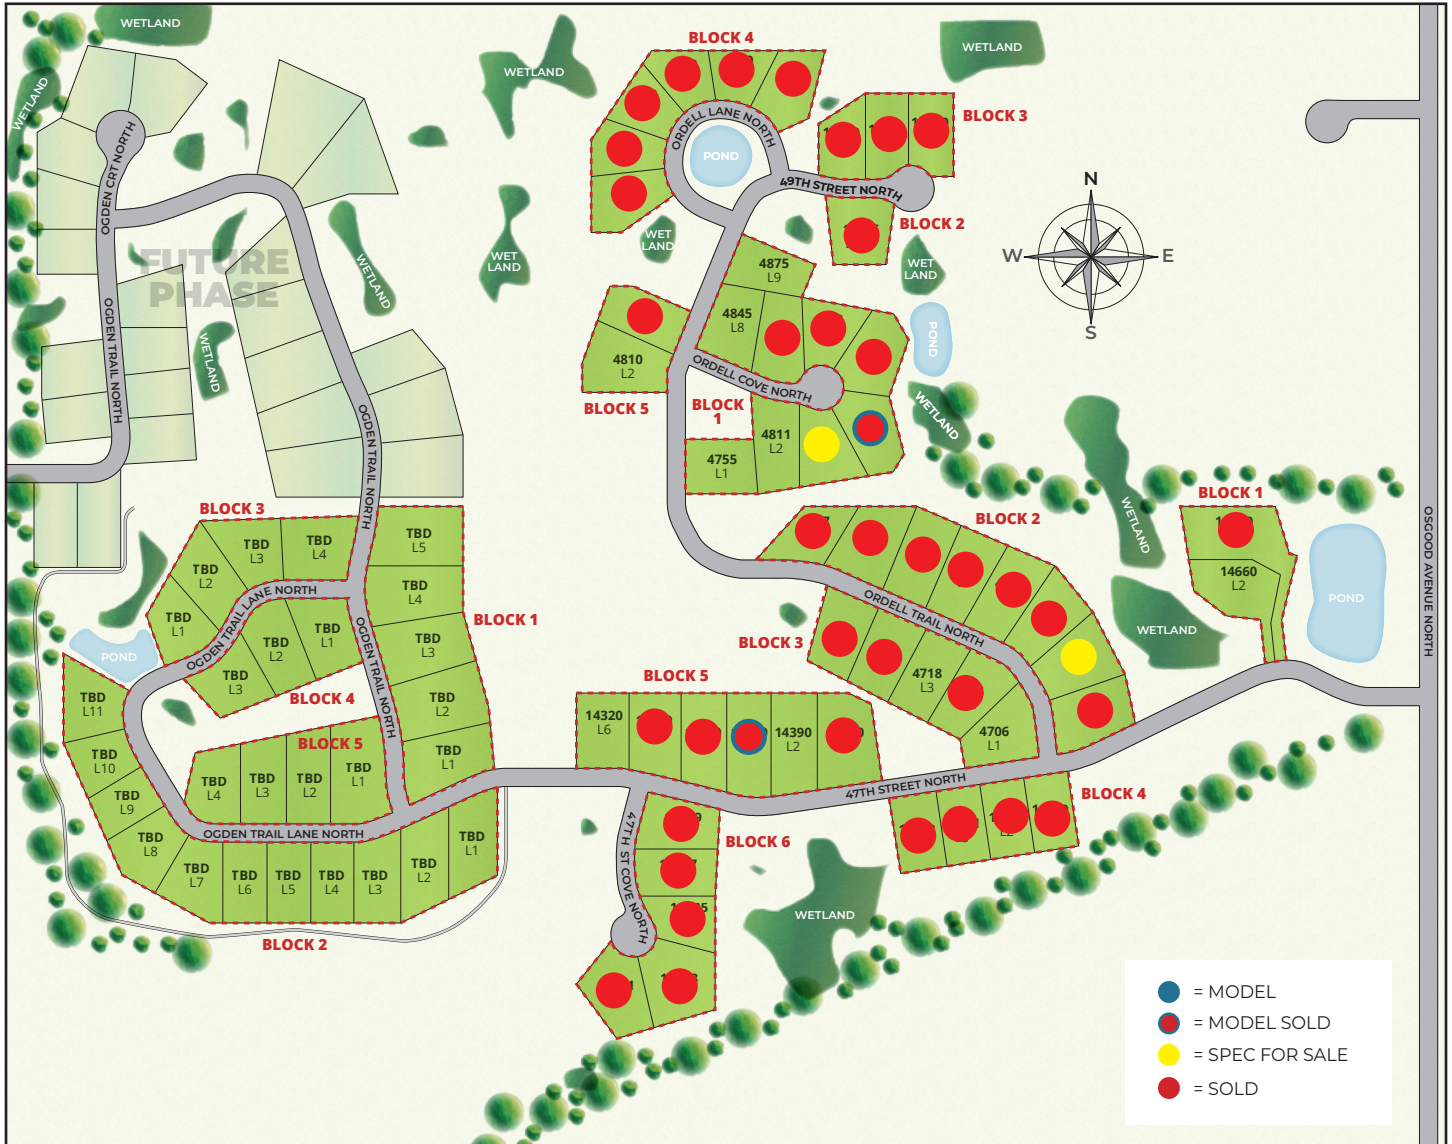 WETLAND
WETLAND
OGDEN CRT NORTH
FUTURE
PHASE
OGDEN TRAIL NORTH
WETLAND
WETLAND
OGDEN TRAIL NORTH
WETLAND
BLOCK 4
ORDELL LANE NORTH
POND
WETLAND
BLOCK 3
49TH STREET NORTH
BLOCK 2
WET
LAND
WET
LAND
WET
LAND
N
W
E
S
4875
L9
4845
L8
4810
L2
BLOCK 5
ORDELL COVE NORTH
POND
BLOCK
1
4811
L2
4755
L1
WETLAND
WETLAND
BLOCK 1
14660
L2
POND
WETLAND
OSGOOD AVENUE NORTH
BLOCK 2
ORDELL TRAIL NORTH
BLOCK 3
4718
L3
4706
L1
BLOCK 3
TBD
L3
TBD
L4
TBD
L2
TBD
L1
OGDEN TRAIL LANE NORTH
TBD
L5
TBD
L4
BLOCK 1
TBD
L3
TBD
L2
TBD
L1
OGDEN TRAIL NORTH
TBD
L1
TBD
L2
TBD
L3
BLOCK 4
POND
BLOCK 5
TBD
L1
TBD
L2
TBD
L3
TBD
L4
OGDEN TRAIL LANE NORTH
TBD
L11
TBD
L10
TBD
L9
TBD
L8
TBD
L7
TBD
L6
TBD
L5
TBD
L4
TBD
L3
TBD
L2
TBD
L1
BLOCK 2
BLOCK 5
14320
L6
14390
L2
47TH STREET NORTH
BLOCK 4
47TH ST COVE NORTH
BLOCK 6
WETLAND
= MODEL
= MODEL SOLD
= SPEC FOR SALE
= SOLD